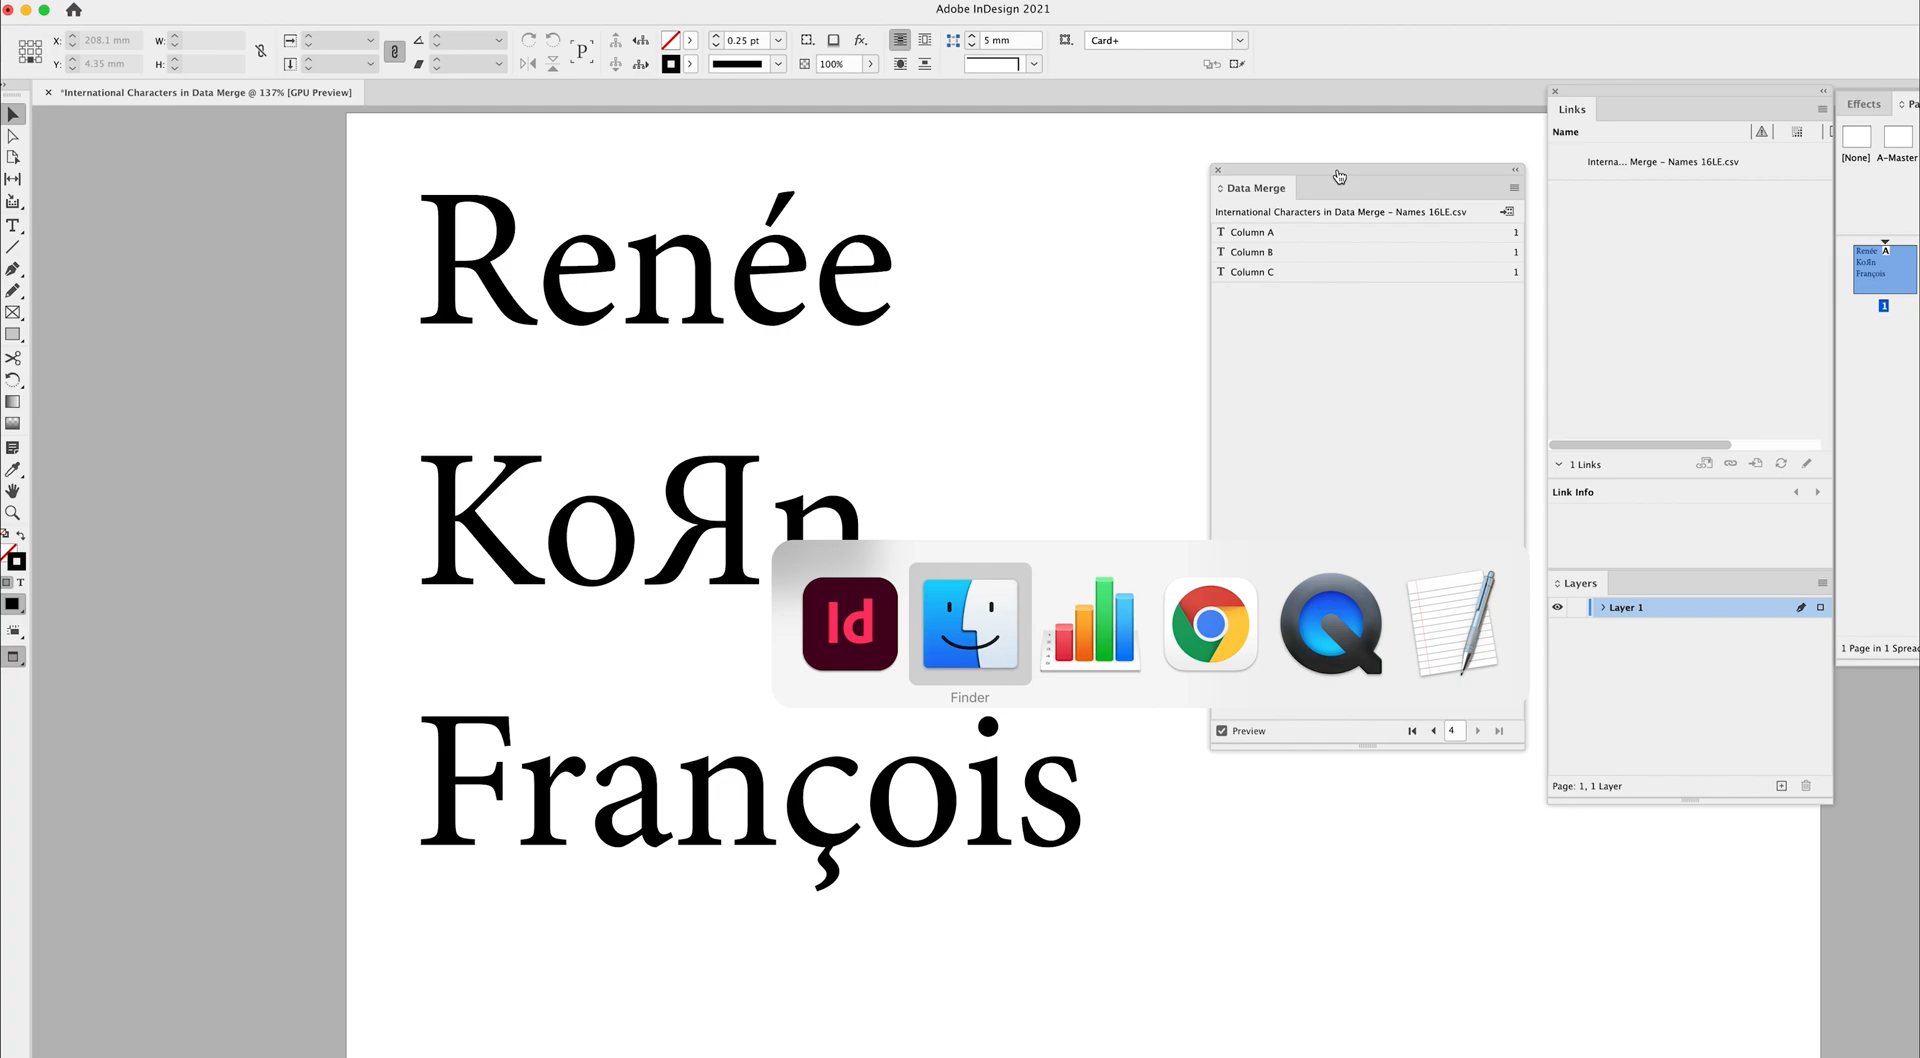 Adobe InDesign 2021
X: 208.1 mm W: 0.25 pt fx. 5 mm Card+
Y: 4.35 mm H: P 100%
*International Characters in Data Merge @ 137% [GPU Preview]
Links
Name
Interna... Merge - Names 16LE.csv
Effects Pa
[None] A-Master
Data Merge
International Characters in Data Merge - Names 16LE.csv
T Column A 1
T Column B 1
T Column C 1
Renée
KoЯn
François
Renée A
KoЯn
François
1
1 Links
Link Info
Id
Finder
Layers
Layer 1
1 Page in 1 Sprea
Preview 4
Page: 1, 1 Layer
T
T